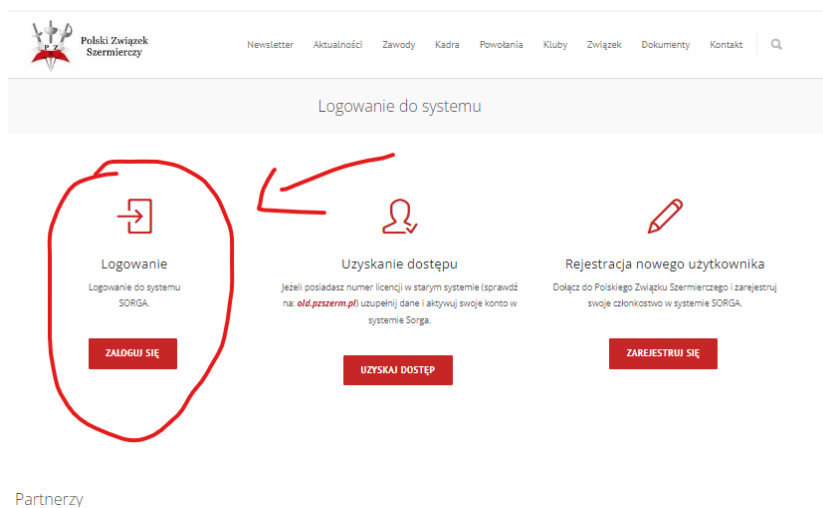 P Z
S
Polski Związek
Szermierczy
Newsletter Aktualności Zawody Kadra Powołania Kluby Związek Dokumenty Kontakt
Logowanie do systemu
Logowanie
Logowanie do systemu
SORGA.
ZALOGUJ SIĘ
Uzyskanie dostępu
Jeżeli posiadasz numer licencji w starym systemie (sprawdź
na: old.pzszerm.pl) uzupełnij dane i aktywuj swoje konto w
systemie Sorga.
UZYSKAJ DOSTĘP
Rejestracja nowego użytkownika
Dołącz do Polskiego Związku Szermierczego i zarejestruj
swoje członkostwo w systemie SORGA.
ZAREJESTRUJ SIĘ
Partnerzy